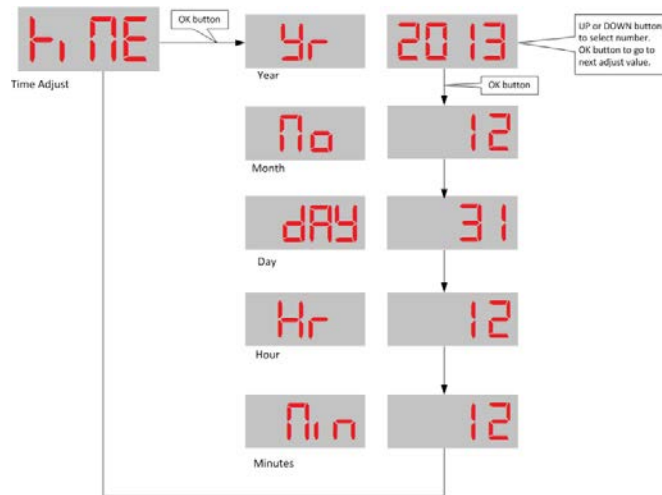 OK button
tiME
Yr
2013
UP or DOWN button
to select number.
OK button to go to
next adjust value.
Time Adjust
Year
OK button
Mo
12
Month
dAY
31
Day
Hr
12
Hour
Min
12
Minutes